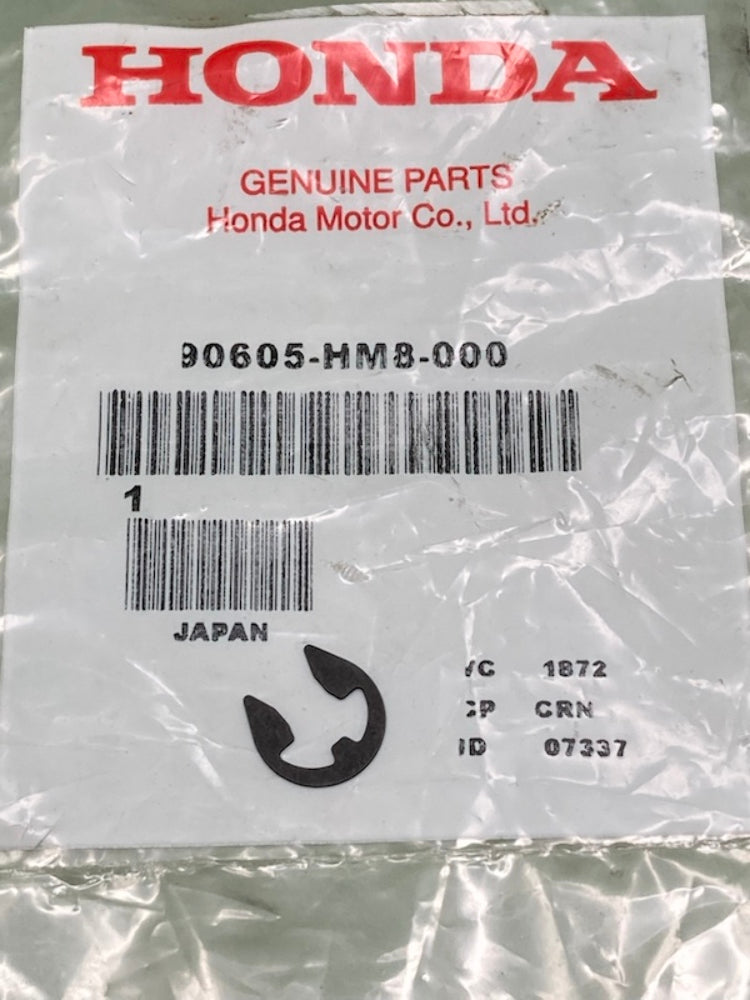 HONDA
GENUINE PARTS
Honda Motor Co., Ltd.
90605-HM8-000
1
JAPAN
1872
CRN
07337